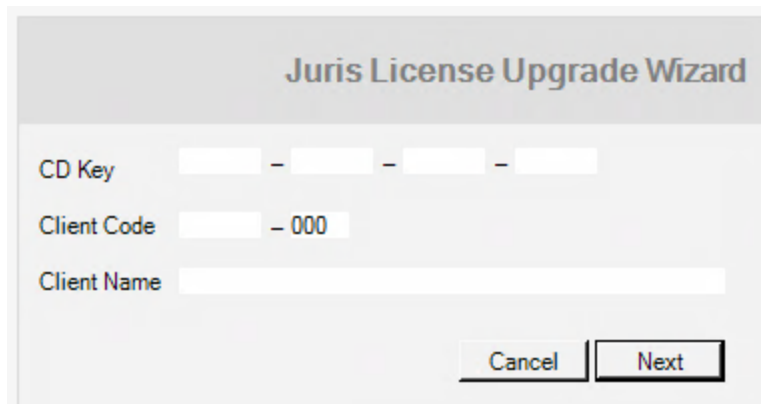 Juris License Upgrade Wizard
CD Key – – –
Client Code – 000
Client Name
Cancel Next